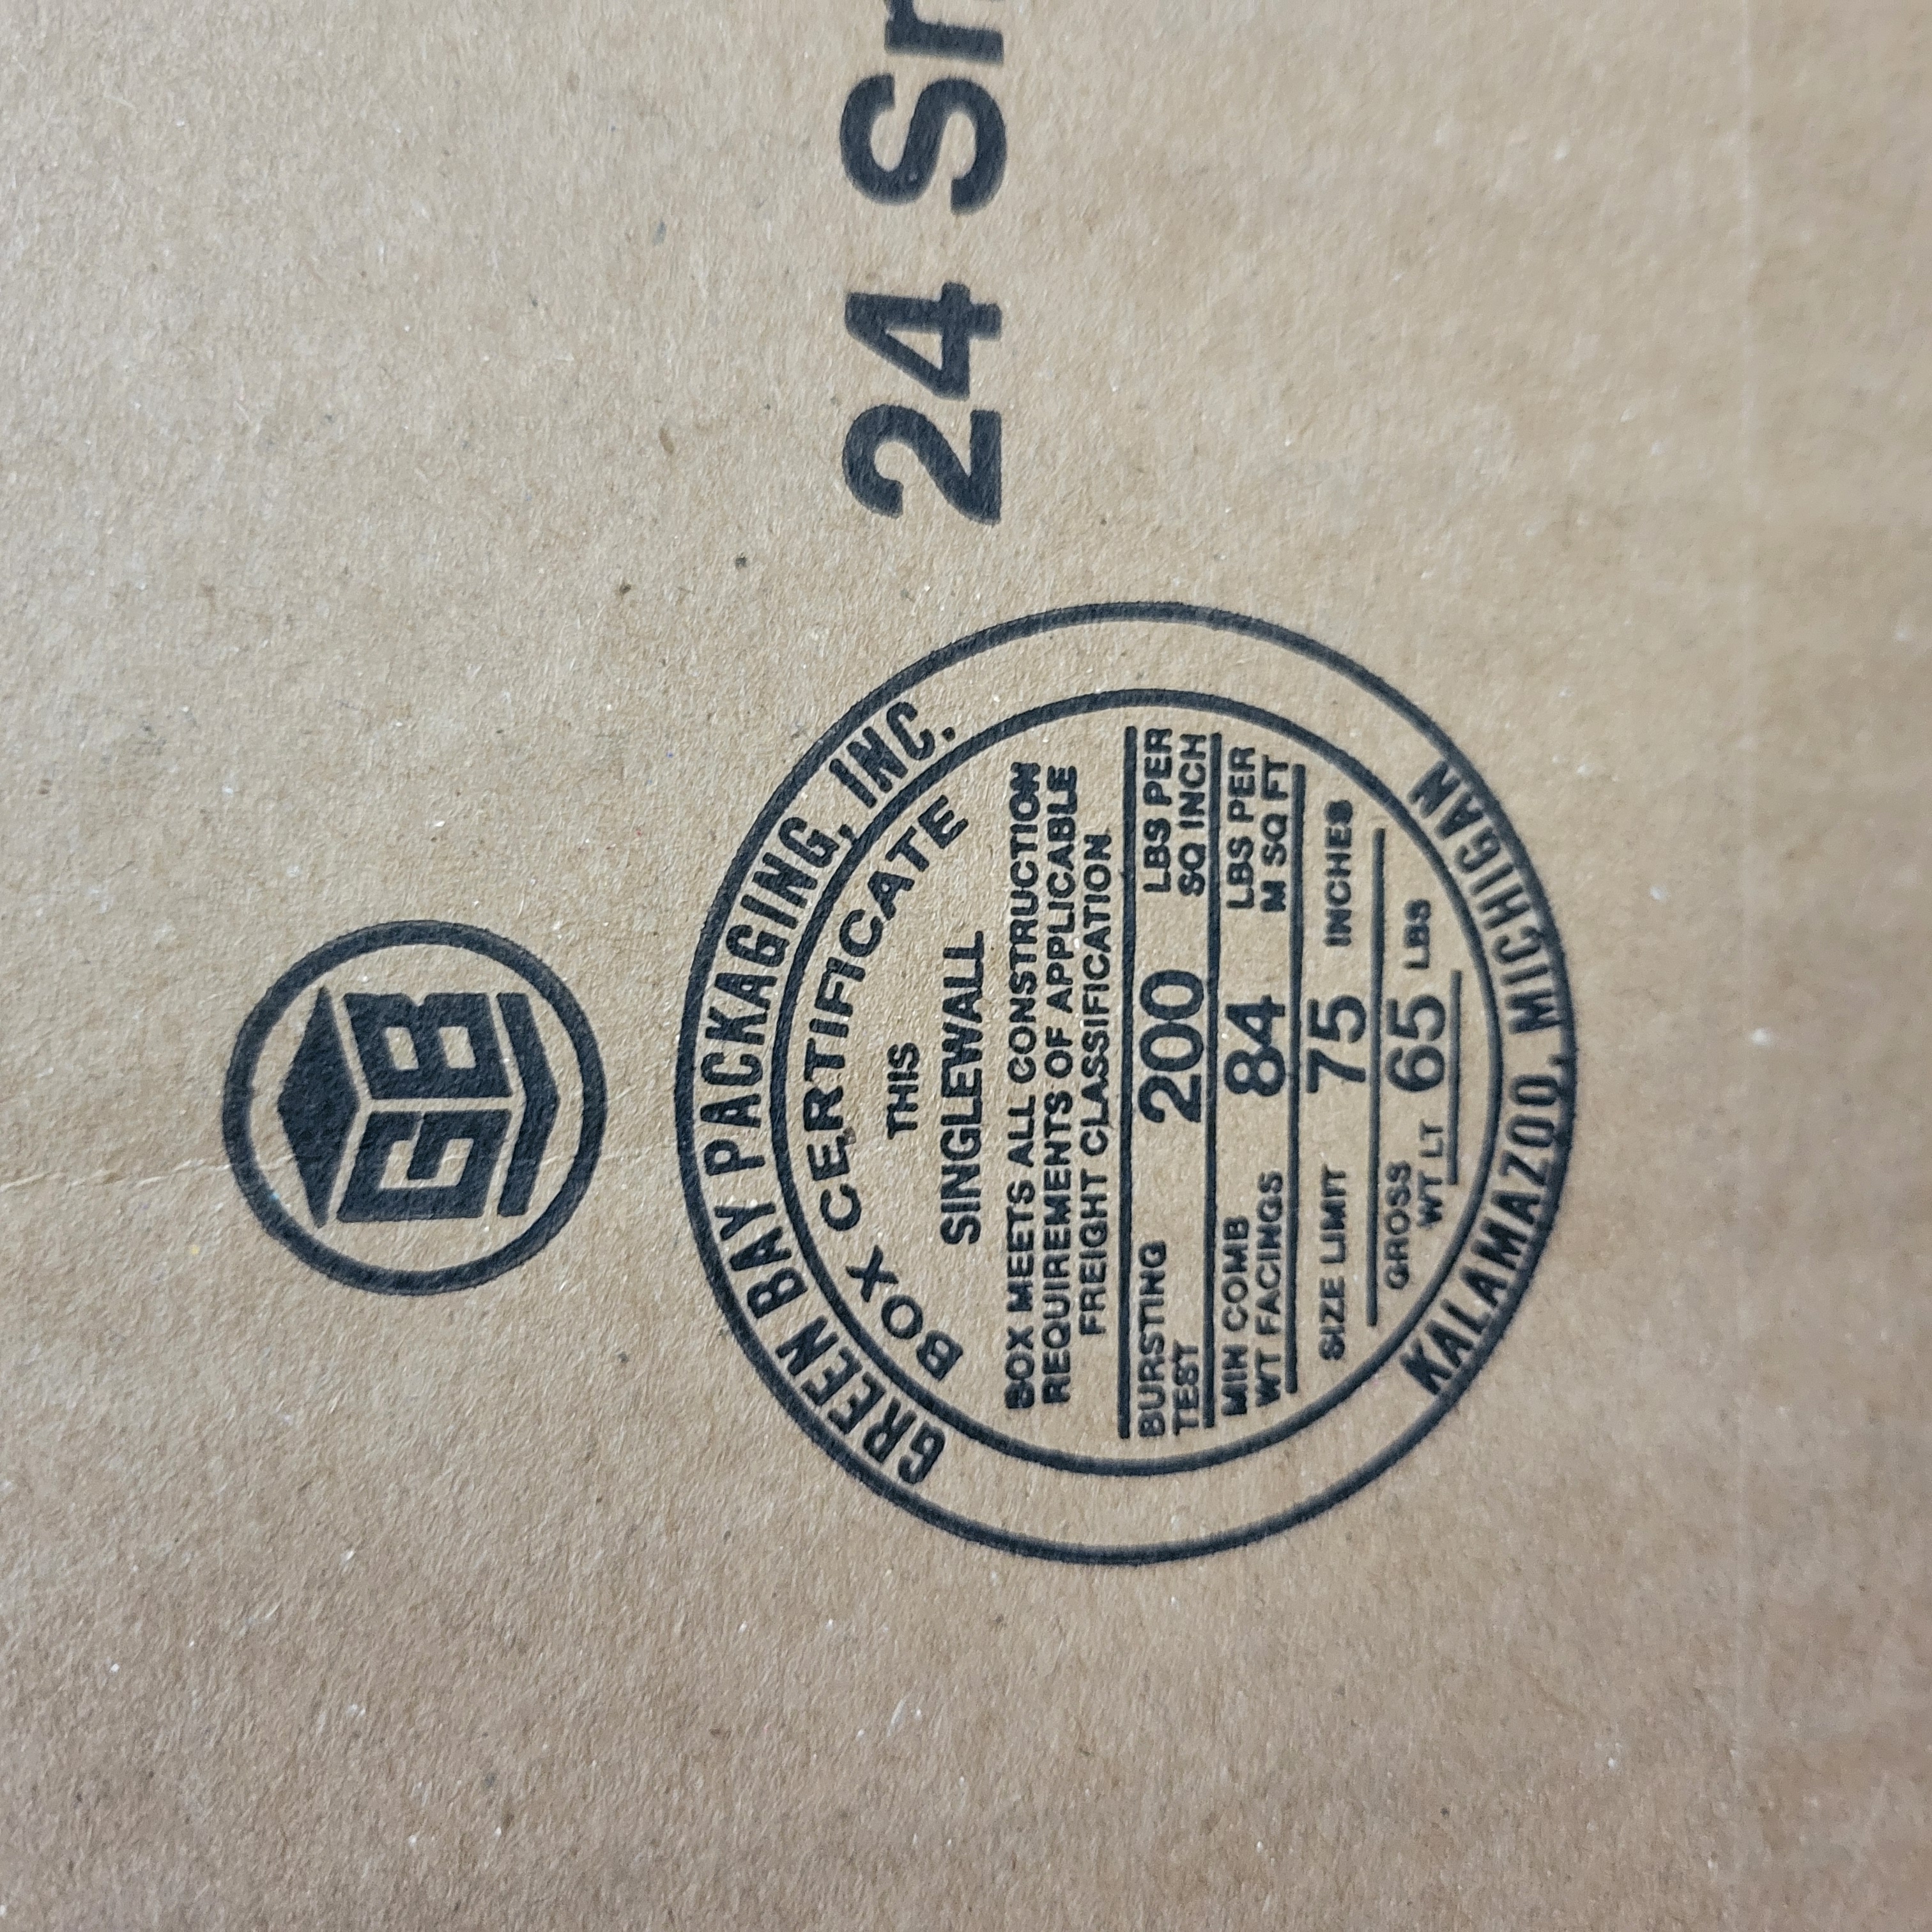 GB
GREEN BAY PACKAGING, INC.
BOX CERTIFICATE
THIS
SINGLEWALL
BOX MEETS ALL CONSTRUCTION
REQUIREMENTS OF APPLICABLE
FREIGHT CLASSIFICATION
BURSTING TEST 200 LBS PER SQ INCH
MIN COMB WT FACINGS 84 LBS PER M SQ FT
SIZE LIMIT 75 INCHES
GROSS WT LT 65 LBS
KALAMAZOO, MICHIGAN
24